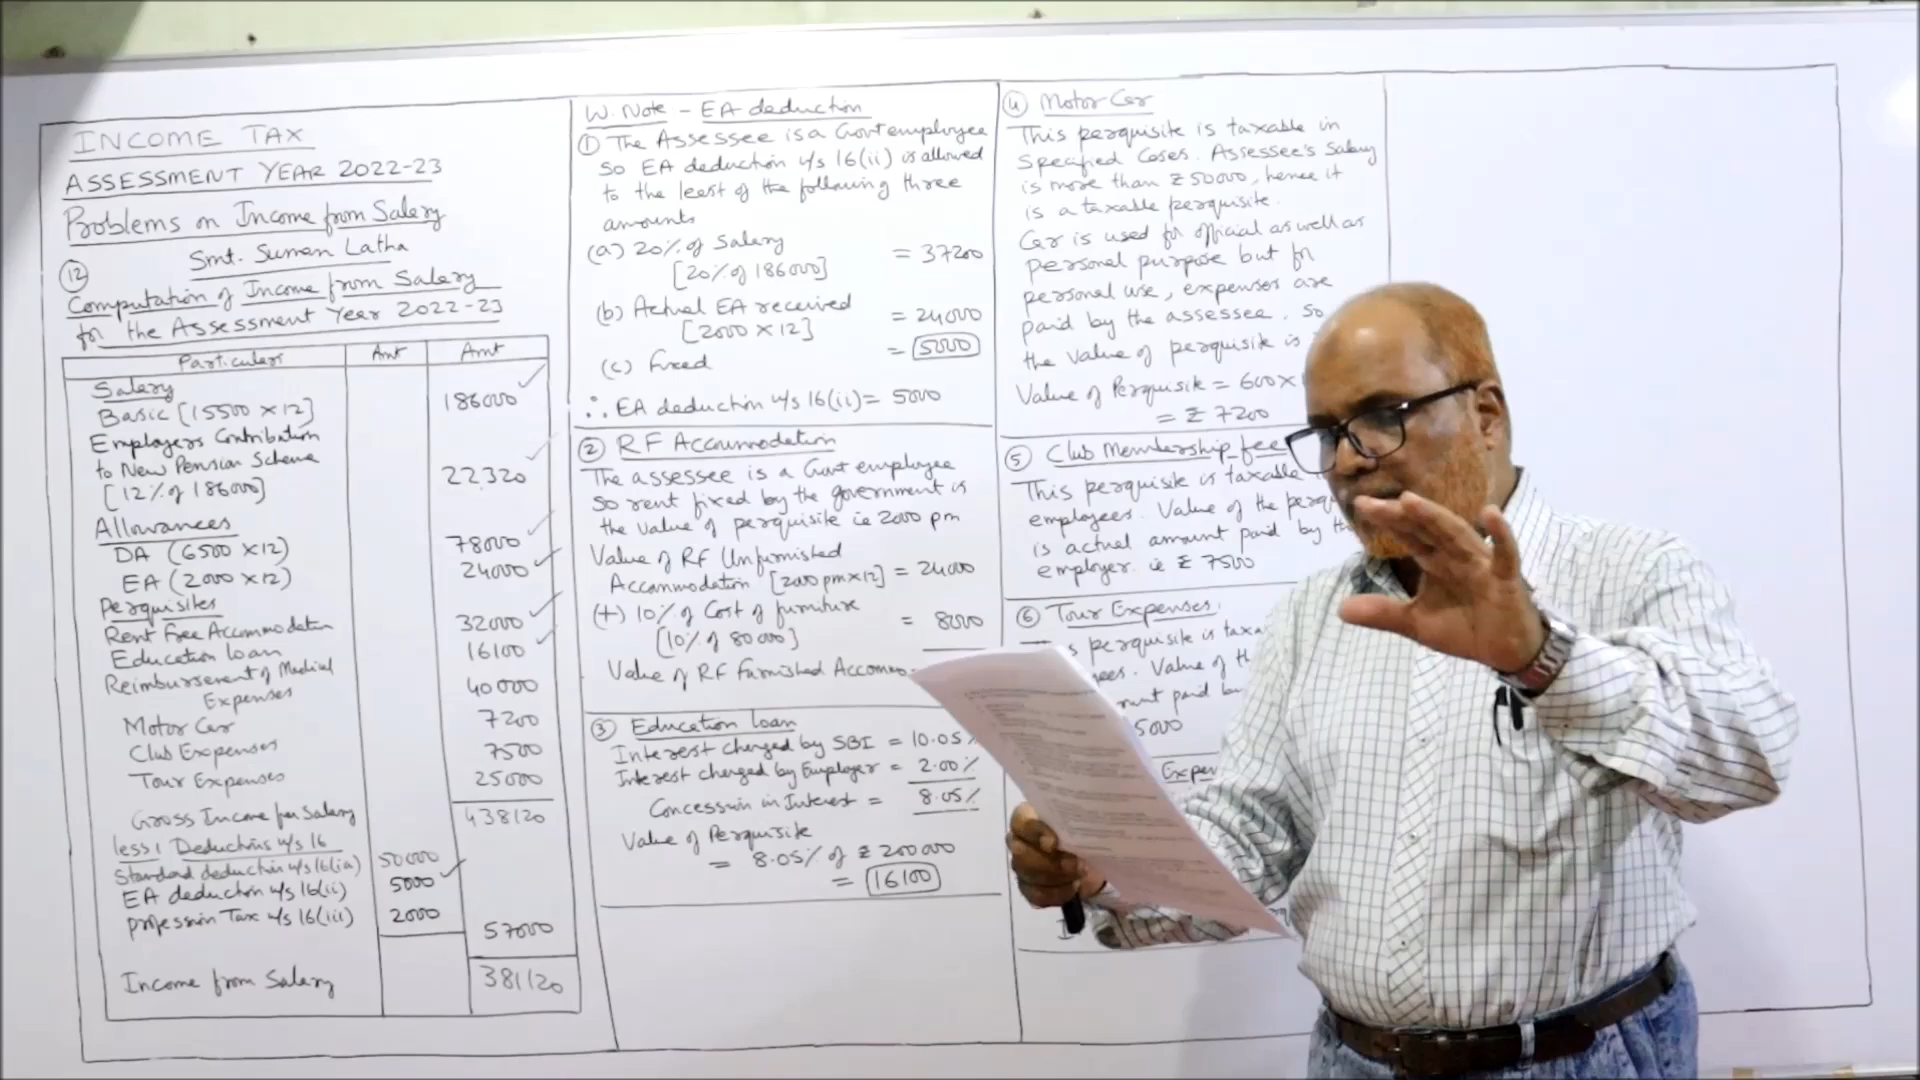 INCOME TAX
ASSESSMENT YEAR 2022-23
Problems on Income from Salary
Smt. Suman Latha
(12)
Computation of Income from Salary
for the Assessment Year 2022-23
Particulars Amt Amt
Salary
Basic [15500 X12] 186000
Employers Contribution
to New Pension Scheme
[12% of 186000] 22320
Allowances
DA (6500 X12) 78000
EA (2000 X12) 24000
Perquisites
Rent Free Accommodation 32000
Education loan 16100
Reimbursement of Medical
Expenses 40000
Motor Car 7200
Club Expenses 7500
Tour Expenses 25000
Gross Income from Salary 438120
less: Deductions u/s 16
Standard deduction u/s 16(ia) 50000
EA deduction u/s 16(ii) 5000
Profession Tax u/s 16(iii) 2000 57000
Income from Salary 381120
W. Note - EA deduction
(1) The Assessee is a Govt employee
so EA deduction u/s 16(ii) is allowed
to the least of the following three
amounts
(a) 20% of Salary = 37200
[20% of 186000]
(b) Actual EA received = 24000
[2000 X 12]
(c) Fixed = 5000
∴ EA deduction u/s 16(ii) = 5000
(2) RF Accommodation
The assessee is a Govt employee
so rent fixed by the government is
the value of perquisite ie 2000 pm
Value of RF Unfurnished
Accommodation [2000 pm x 12] = 24000
(+) 10% of Cost of furniture = 8000
[10% of 80000]
Value of RF Furnished Accommo
(3) Education loan
Interest charged by SBI = 10.05%
Interest charged by Employer = 2.00%
Concession in Interest = 8.05%
Value of Perquisite
= 8.05% of ₹ 200000
= 16100
(4) Motor Car
This perquisite is taxable in
Specified Cases. Assessee's Salary
is more than ₹ 50000, hence it
is a taxable perquisite.
Car is used for official as well as
personal purpose but for
personal use, expenses are
paid by the assessee. so
the value of perquisite is
Value of Perquisite = 600 X
= ₹ 7200
(5) Club Membership fee
This perquisite is taxable
employees. Value of the perq
is actual amount paid by the
employer. ie ₹ 7500
(6) Tour Expenses.
s perquisite is taxa
ees. Value of th
mount paid by
5000
Expen